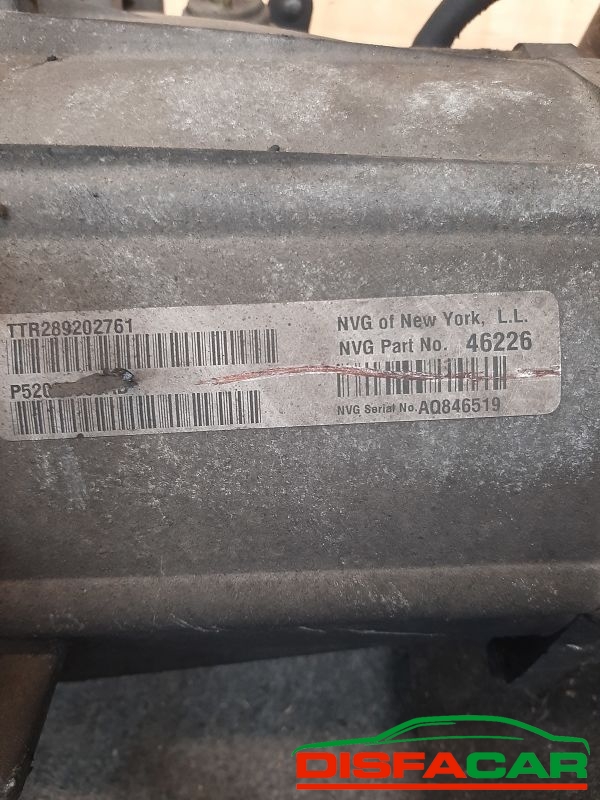 TTR289202761
NVG of New York, L.L.
NVG Part No. 46226
NVG Serial No. AQ846519
DISFACAR